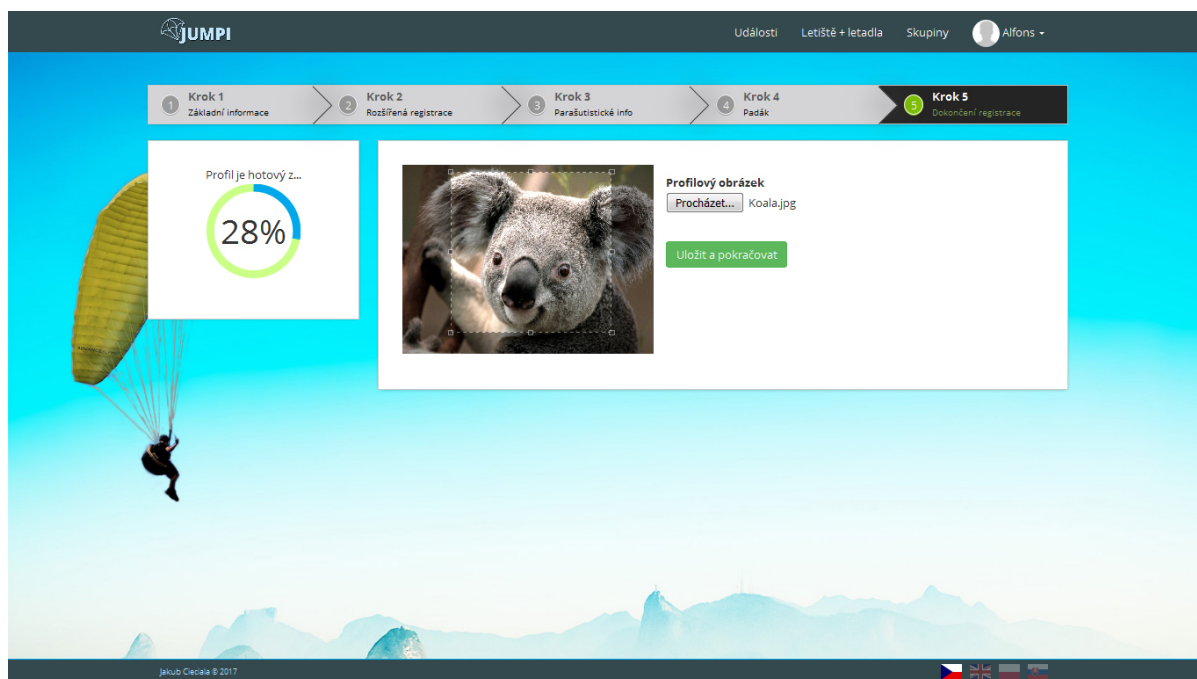 JUMPI
Události Letiště + letadla Skupiny Alfons
1 Krok 1
Základní informace
2 Krok 2
Rozšířená registrace
3 Krok 3
Parašutistické info
4 Krok 4
Padák
5 Krok 5
Dokončení registrace
Profil je hotový z...
28%
Profilový obrázek
Procházet... Koala.jpg
Uložit a pokračovat
Jakub Cieciala © 2017